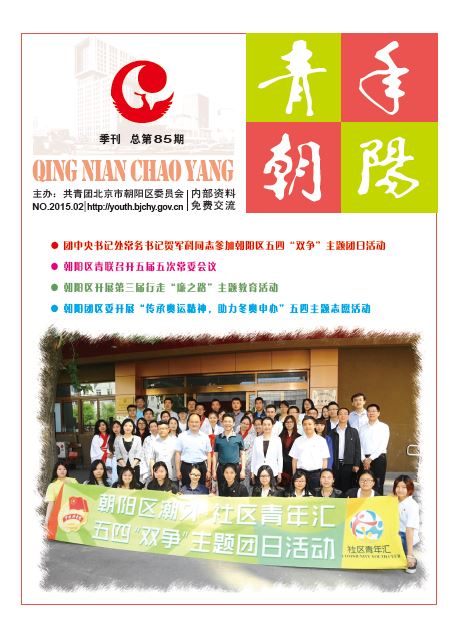 青年
朝阳
季刊 总第85期
QING NIAN CHAO YANG
主办：共青团北京市朝阳区委员会
内部资料
NO.2015.02
http://youth.bjchy.gov.cn
免费交流
● 团中央书记处常务书记贺军科同志参加朝阳区五四“双争”主题团日活动
● 朝阳区青联召开五届五次常委会议
● 朝阳区开展第三届行走“廉之路”主题教育活动
● 朝阳团区委开展“传承奥运精神，助力冬奥申办”五四主题志愿活动
朝阳区潮才 社区青年汇
五四“双争”主题团日活动
社区青年汇
COMMUNITY YOUTH CLUB